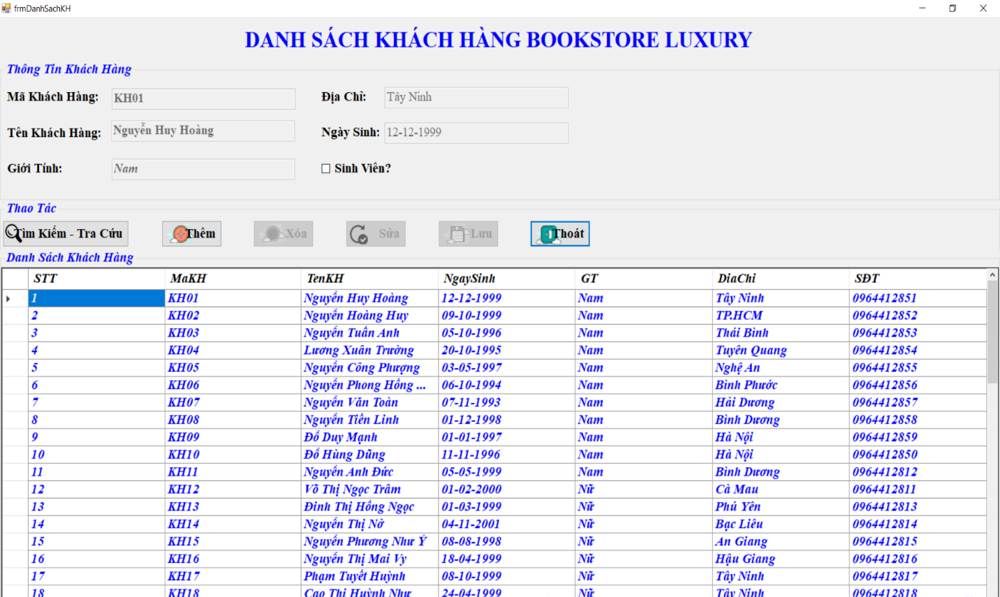 frmDanhSachKH
DANH SÁCH KHÁCH HÀNG BOOKSTORE LUXURY
Thông Tin Khách Hàng
Mã Khách Hàng: KH01 Địa Chỉ: Tây Ninh
Tên Khách Hàng: Nguyễn Huy Hoàng Ngày Sinh: 12-12-1999
Giới Tính: Nam Sinh Viên?
Thao Tác
Tìm Kiếm - Tra Cứu Thêm Xóa Sữa Lưu Thoát
Danh Sách Khách Hàng
STT MaKH TenKH NgaySinh GT DiaChi SĐT
1 KH01 Nguyễn Huy Hoàng 12-12-1999 Nam Tây Ninh 0964412851
2 KH02 Nguyễn Hoàng Huy 09-10-1999 Nam TP.HCM 0964412852
3 KH03 Nguyễn Tuấn Anh 05-10-1996 Nam Thái Bình 0964412853
4 KH04 Lương Xuân Trường 20-10-1995 Nam Tuyên Quang 0964412854
5 KH05 Nguyễn Công Phượng 03-05-1997 Nam Nghệ An 0964412855
6 KH06 Nguyễn Phong Hồng ... 06-10-1994 Nam Bình Phước 0964412856
7 KH07 Nguyễn Văn Toàn 07-11-1993 Nam Hải Dương 0964412857
8 KH08 Nguyễn Tiến Linh 01-12-1998 Nam Bình Dương 0964412858
9 KH09 Đỗ Duy Mạnh 01-01-1997 Nam Hà Nội 0964412859
10 KH10 Đỗ Hùng Dũng 11-11-1996 Nam Hà Nội 0964412850
11 KH11 Nguyễn Anh Đức 05-05-1999 Nam Bình Dương 0964412812
12 KH12 Võ Thị Ngọc Trâm 01-02-2000 Nữ Cà Mau 0964412811
13 KH13 Đinh Thị Hồng Ngọc 01-03-1999 Nữ Phú Yên 0964412813
14 KH14 Nguyễn Thị Nở 04-11-2001 Nữ Bạc Liêu 0964412814
15 KH15 Nguyễn Phương Như Ý 08-08-1998 Nữ An Giang 0964412815
16 KH16 Nguyễn Thị Mai Vy 18-04-1999 Nữ Hậu Giang 0964412816
17 KH17 Phạm Tuyết Huỳnh 08-10-1999 Nữ Tây Ninh 0964412817
18 KH18 Cao Thị Huỳnh Như 24-04-1999 Nữ Tây Ninh 0964412818